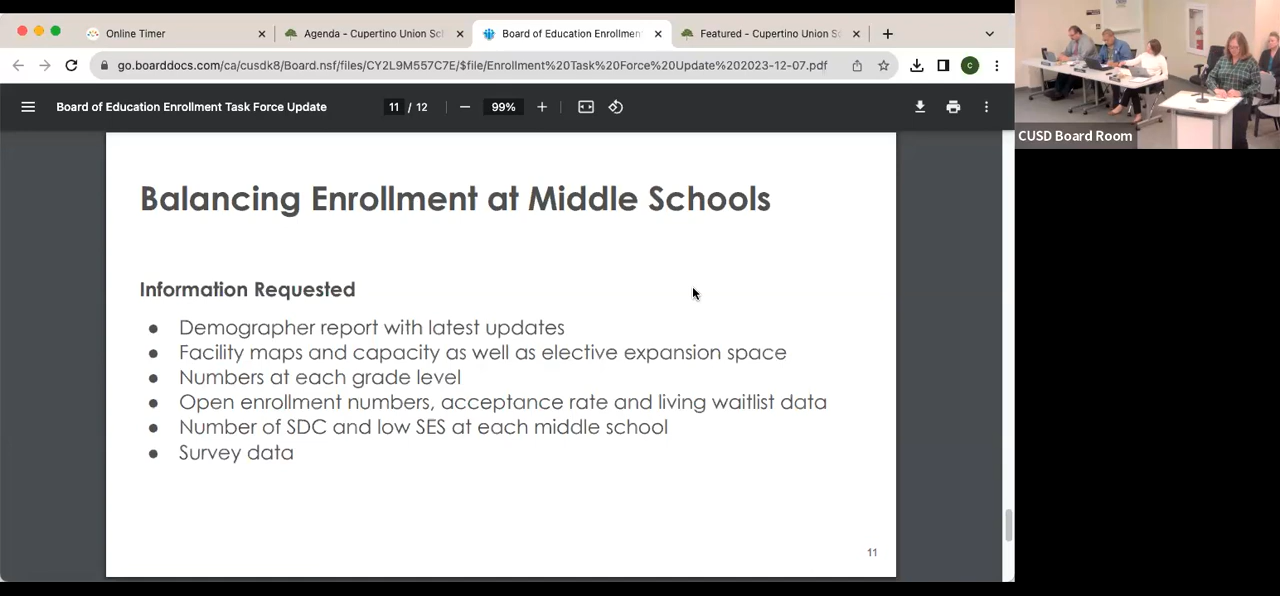 Online Timer
Agenda - Cupertino Union Sch
Board of Education Enrollmen
Featured - Cupertino Union S
go.boarddocs.com/ca/cusdk8/Board.nsf/files/CY2L9M557C7E/$file/Enrollment%20Task%20Force%20Update%202023-12-07.pdf
C
Board of Education Enrollment Task Force Update
11 / 12
99%
CUSD Board Room
Balancing Enrollment at Middle Schools
Information Requested
● Demographer report with latest updates
● Facility maps and capacity as well as elective expansion space
● Numbers at each grade level
● Open enrollment numbers, acceptance rate and living waitlist data
● Number of SDC and low SES at each middle school
● Survey data
11